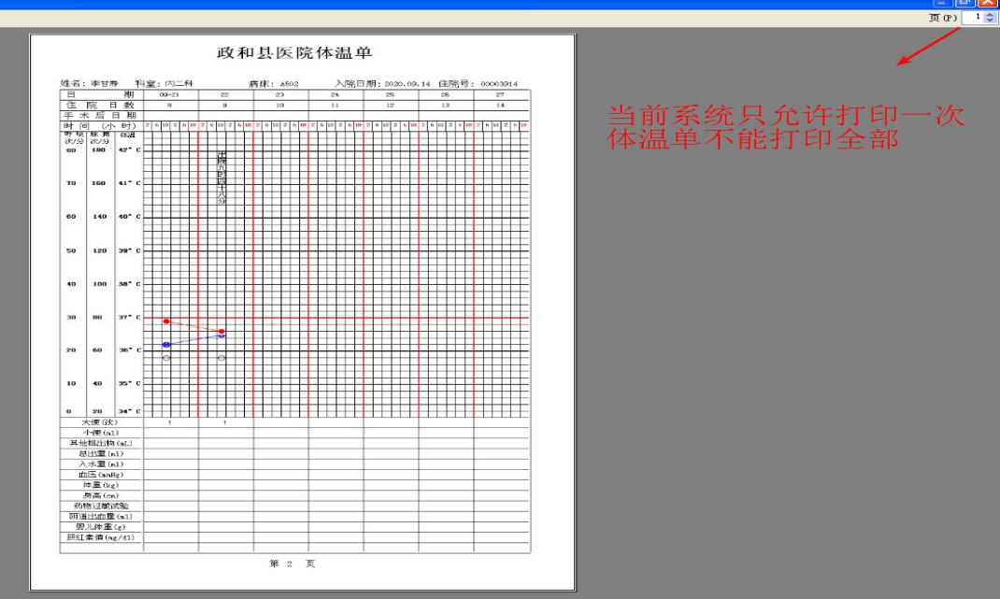 页(P) 1
政和县医院体温单
姓名：李甘寿 科室：内二科 病床：A502 入院日期：2020.09.14 住院号：00003914
日 期 09-21 22 23 24 25 26 27
住 院 日 数 8 9 10 11 12 13 14
手 术 后 日 期
时 间 (小 时) 2 6 10 2 6 10 2 6 10 2 6 10 2 6 10 2 6 10 2 6 10 2 6 10 2 6 10 2 6 10 2 6 10 2 6 10 2 6 10 2 6 10
呼吸 脉搏 体温
次/分 次/分
80 180 42° C
出院九时四十八分
70 160 41° C
60 140 40° C
50 120 39° C
40 100 38° C
30 80 37° C
20 60 36° C
10 40 35° C
0 20 34° C
大便(次) 1 1
小便(ml)
其他排出物(mL)
总出量(ml)
入水量(ml)
血压(mmHg)
体重(kg)
身高(cm)
药物过敏试验
阴道出血量(ml)
婴儿体重(g)
胆红素值(mg/dl)
第 2 页
当前系统只允许打印一次
体温单不能打印全部